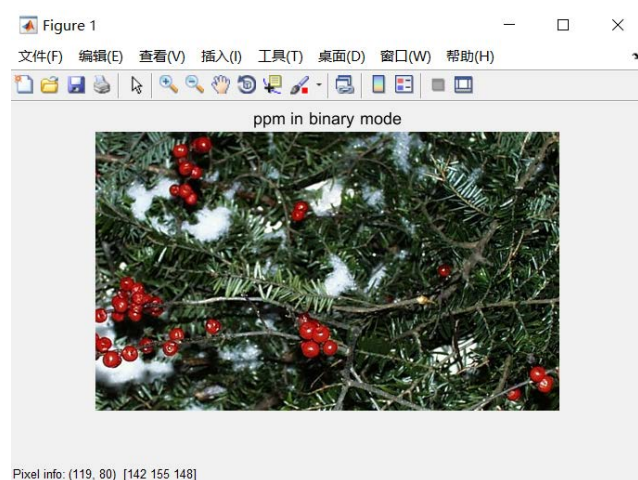 Figure 1
文件(F) 编辑(E) 查看(V) 插入(I) 工具(T) 桌面(D) 窗口(W) 帮助(H)
ppm in binary mode
Pixel info: (119, 80) [142 155 148]